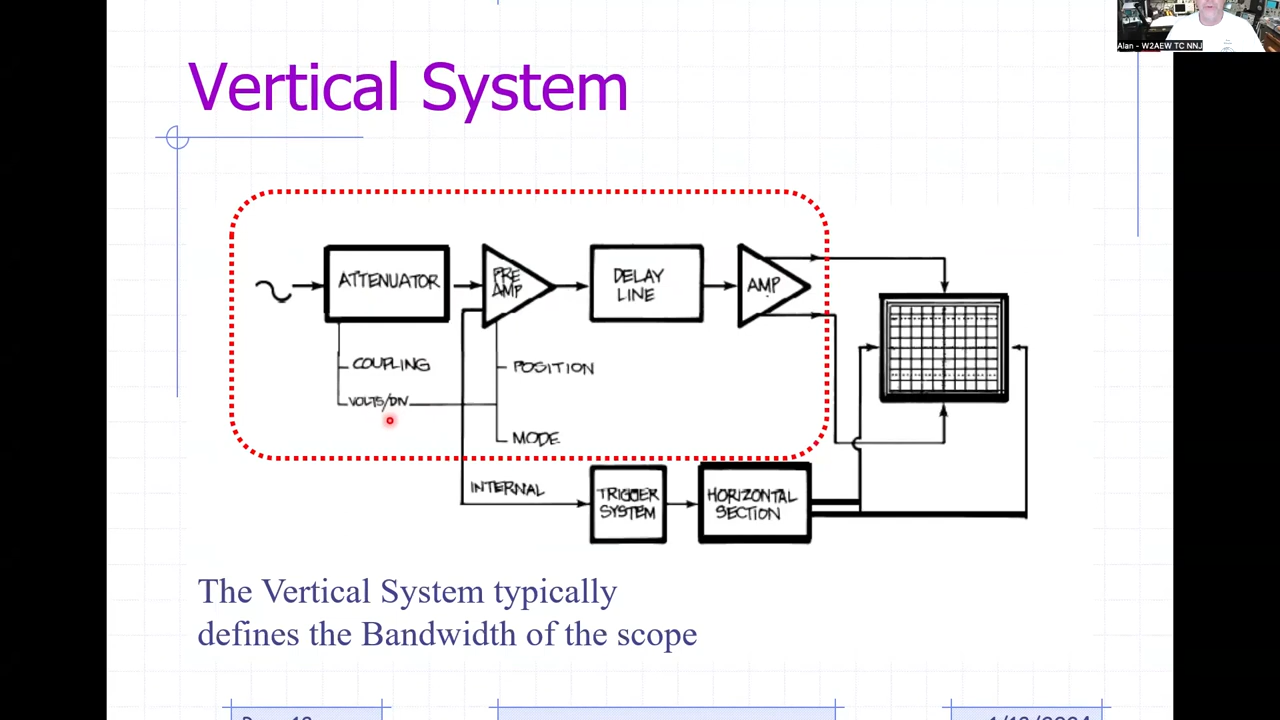 Alan - W2AEW TC NNJ
Vertical System
ATTENUATOR
PRE
AMP
DELAY
LINE
AMP
COUPLING
VOLTS/DIV
POSITION
MODE
INTERNAL
TRIGGER
SYSTEM
HORIZONTAL
SECTION
The Vertical System typically
defines the Bandwidth of the scope